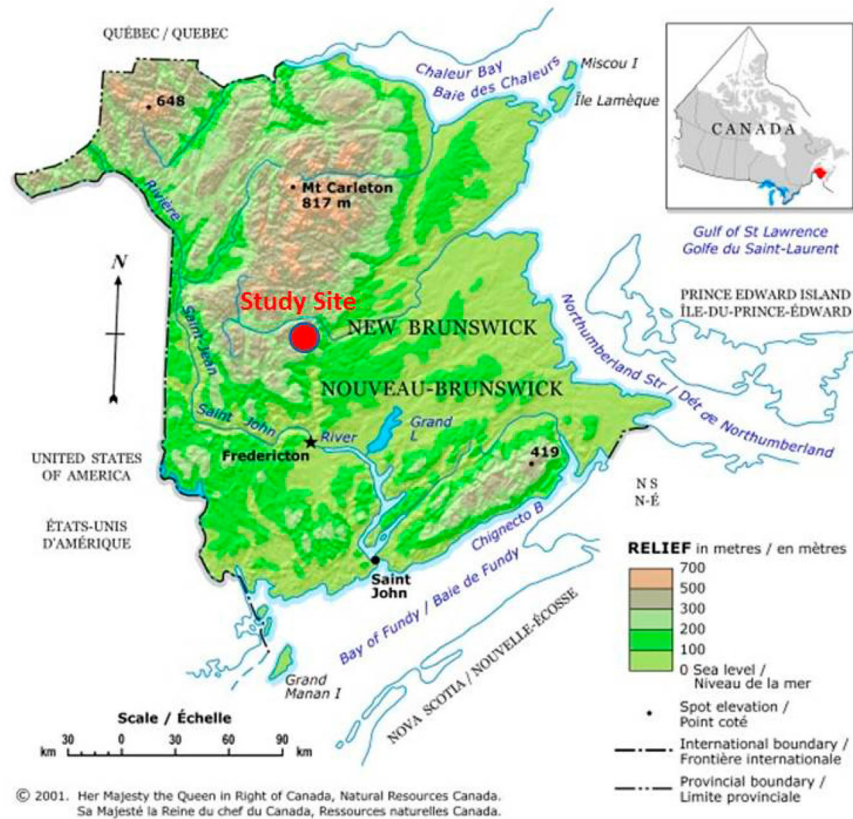 QUÉBEC / QUEBEC
Chaleur Bay
Baie des Chaleurs
Miscou I
Île Lamèque
648
CANADA
Mt Carleton
817 m
Rivière
Gulf of St Lawrence
Golfe du Saint-Laurent
N
Study Site
PRINCE EDWARD ISLAND
ÎLE-DU-PRINCE-ÉDWARD
NEW BRUNSWICK
Saint-Jean
Northumberland Str / Dét de Northumberland
NOUVEAU-BRUNSWICK
Saint John
River
Grand
L
Fredericton
419
UNITED STATES
OF AMERICA
N S
N-É
ÉTATS-UNIS
D'AMÉRIQUE
Chignecto B
Saint
John
Bay of Fundy / Baie de Fundy
NOVA SCOTIA / NOUVELLE-ÉCOSSE
Grand
Manan I
RELIEF in metres / en mètres
700
500
300
200
100
0 Sea level /
Niveau de la mer
Spot elevation /
Point coté
International boundary /
Frontière internationale
Provincial boundary /
Limite provinciale
Scale / Échelle
30 0 30 60 90
km km
© 2001. Her Majesty the Queen in Right of Canada, Natural Resources Canada.
Sa Majesté la Reine du chef du Canada, Ressources naturelles Canada.